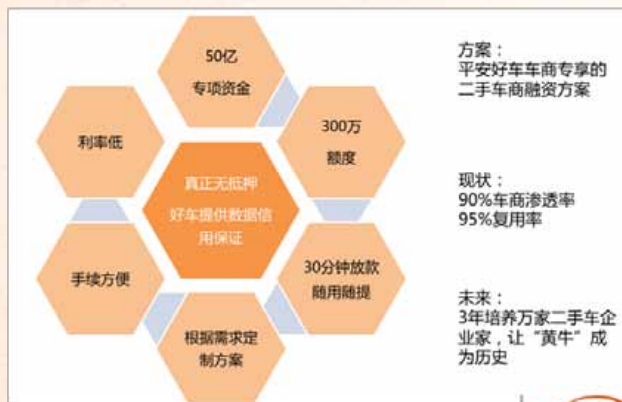 50亿
专项资金
300万
额度
30分钟放款
随用随提
根据需求定
制方案
手续方便
利率低
真正无抵押
好车提供数据信
用保证
方案：
平安好车车商专享的
二手车商融资方案
现状：
90%车商渗透率
95%复用率
未来：
3年培养万家二手车企
业家，让“黄牛”成
为历史